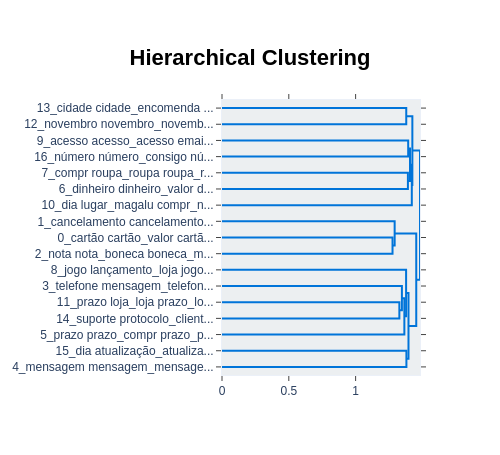 Hierarchical Clustering
13_cidade cidade_encomenda ...
12_novembro novembro_novemb...
9_acesso acesso_acesso emai...
16_número número_consigo nú...
7_compr roupa_roupa roupa_r...
6_dinheiro dinheiro_valor d...
10_dia lugar_magalu compr_n...
1_cancelamento cancelamento...
0_cartão cartão_valor cartã...
2_nota nota_boneca boneca_m...
8_jogo lançamento_loja jogo...
3_telefone mensagem_telefon...
11_prazo loja_loja prazo_lo...
14_suporte protocolo_client...
5_prazo prazo_compr prazo_p...
15_dia atualização_atualiza...
4_mensagem mensagem_mensage...
0 0.5 1